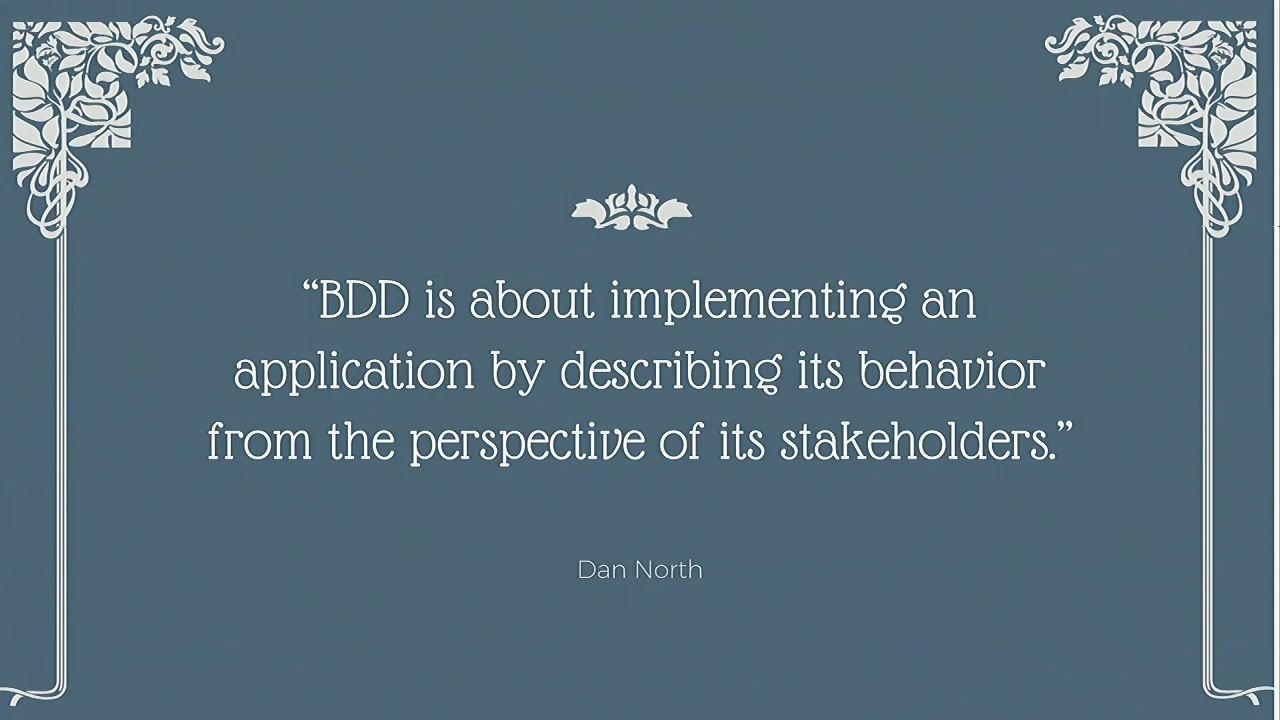 “BDD is about implementing an
application by describing its behavior
from the perspective of its stakeholders.”
Dan North